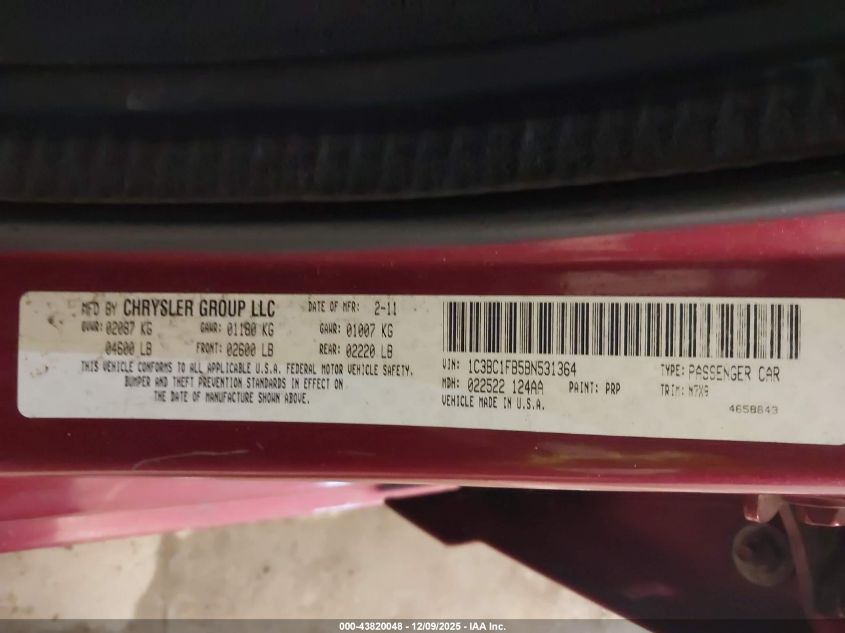 MFD BY CHRYSLER GROUP LLC DATE OF MFR: 2-11
GVWR: 02087 KG GAWR: 01180 KG GAWR: 01007 KG
04600 LB FRONT: 02600 LB REAR: 02220 LB
THIS VEHICLE CONFORMS TO ALL APPLICABLE U.S.A. FEDERAL MOTOR VEHICLE SAFETY,
BUMPER AND THEFT PREVENTION STANDARDS IN EFFECT ON
THE DATE OF MANUFACTURE SHOWN ABOVE.
VIN: 1C3BC1FB5BN531364 TYPE: PASSENGER CAR
MDH: 022522 124AA PAINT: PRP TRIM: M7X9
VEHICLE MADE IN U.S.A. 4658843
000-43820048 - 12/09/2025 - IAA Inc.